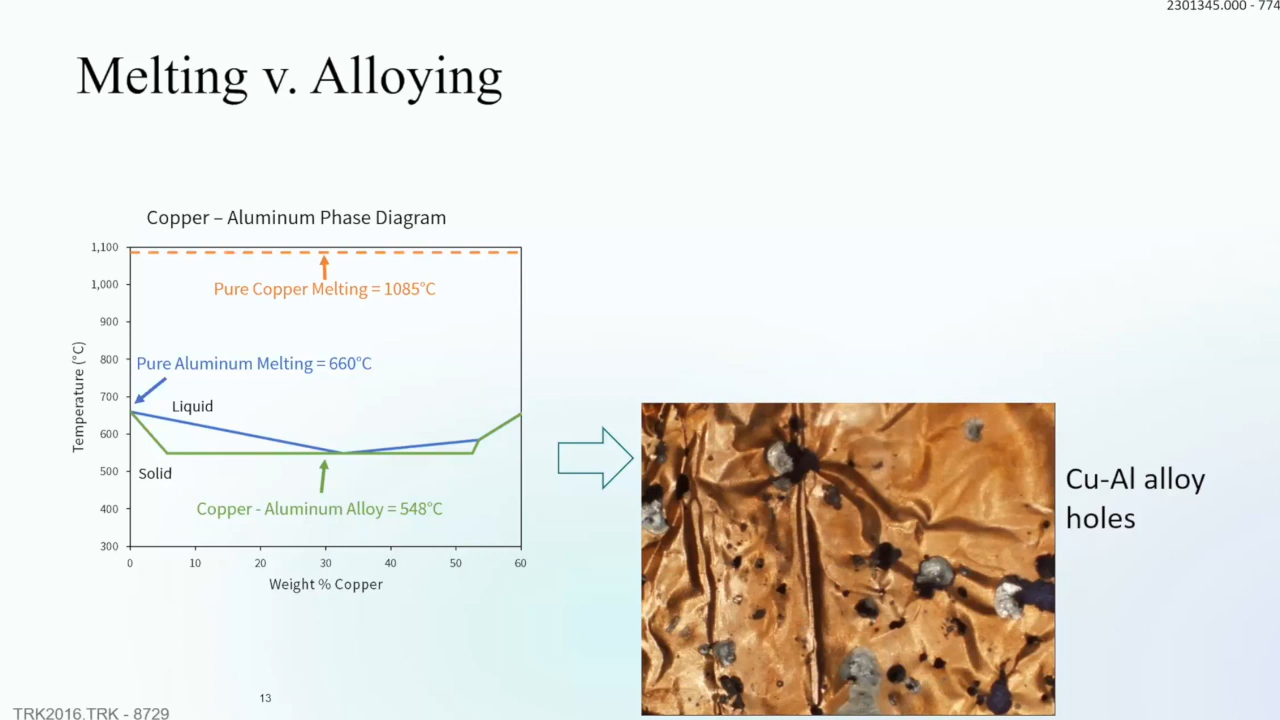 2301345.000 - 774
Melting v. Alloying
Copper – Aluminum Phase Diagram
1,100
1,000
900
800
700
600
500
400
300
Temperature (°C)
Pure Copper Melting = 1085°C
Pure Aluminum Melting = 660°C
Liquid
Solid
Copper - Aluminum Alloy = 548°C
0 10 20 30 40 50 60
Weight % Copper
Cu-Al alloy
holes
13
TRK2016.TRK - 8729